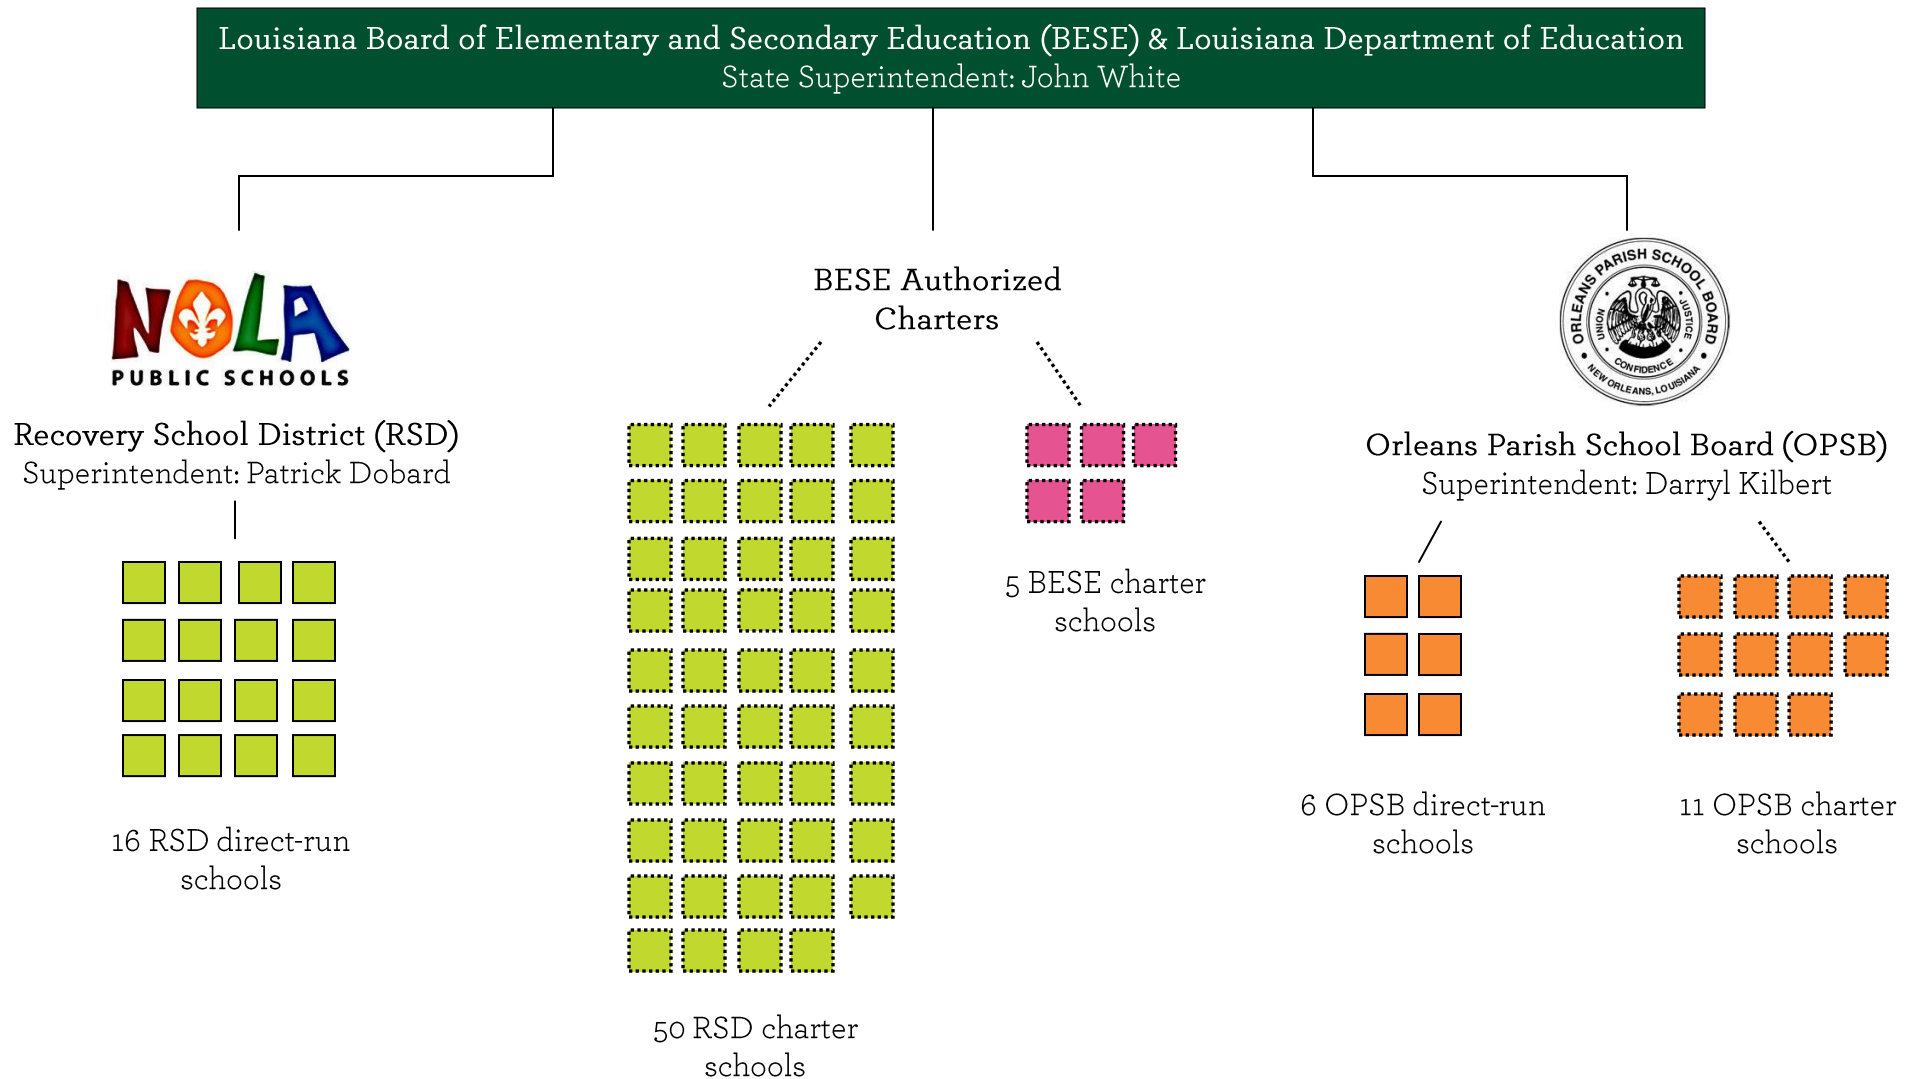 Louisiana Board of Elementary and Secondary Education (BESE) & Louisiana Department of Education
State Superintendent: John White
NOLA
PUBLIC SCHOOLS
Recovery School District (RSD)
Superintendent: Patrick Dobard
16 RSD direct-run
schools
BESE Authorized
Charters
50 RSD charter
schools
5 BESE charter
schools
ORLEANS PARISH SCHOOL BOARD
NEW ORLEANS, LOUISIANA
UNION
JUSTICE
CONFIDENCE
Orleans Parish School Board (OPSB)
Superintendent: Darryl Kilbert
6 OPSB direct-run
schools
11 OPSB charter
schools